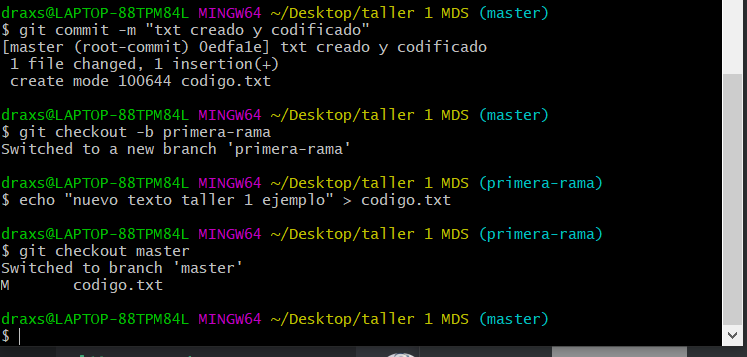 draxs@LAPTOP-88TPM84L MINGW64 ~/Desktop/taller 1 MDS (master)
$ git commit -m "txt creado y codificado"
[master (root-commit) 0edfa1e] txt creado y codificado
 1 file changed, 1 insertion(+)
 create mode 100644 codigo.txt
draxs@LAPTOP-88TPM84L MINGW64 ~/Desktop/taller 1 MDS (master)
$ git checkout -b primera-rama
Switched to a new branch 'primera-rama'
draxs@LAPTOP-88TPM84L MINGW64 ~/Desktop/taller 1 MDS (primera-rama)
$ echo "nuevo texto taller 1 ejemplo" > codigo.txt
draxs@LAPTOP-88TPM84L MINGW64 ~/Desktop/taller 1 MDS (primera-rama)
$ git checkout master
Switched to branch 'master'
M       codigo.txt
draxs@LAPTOP-88TPM84L MINGW64 ~/Desktop/taller 1 MDS (master)
$